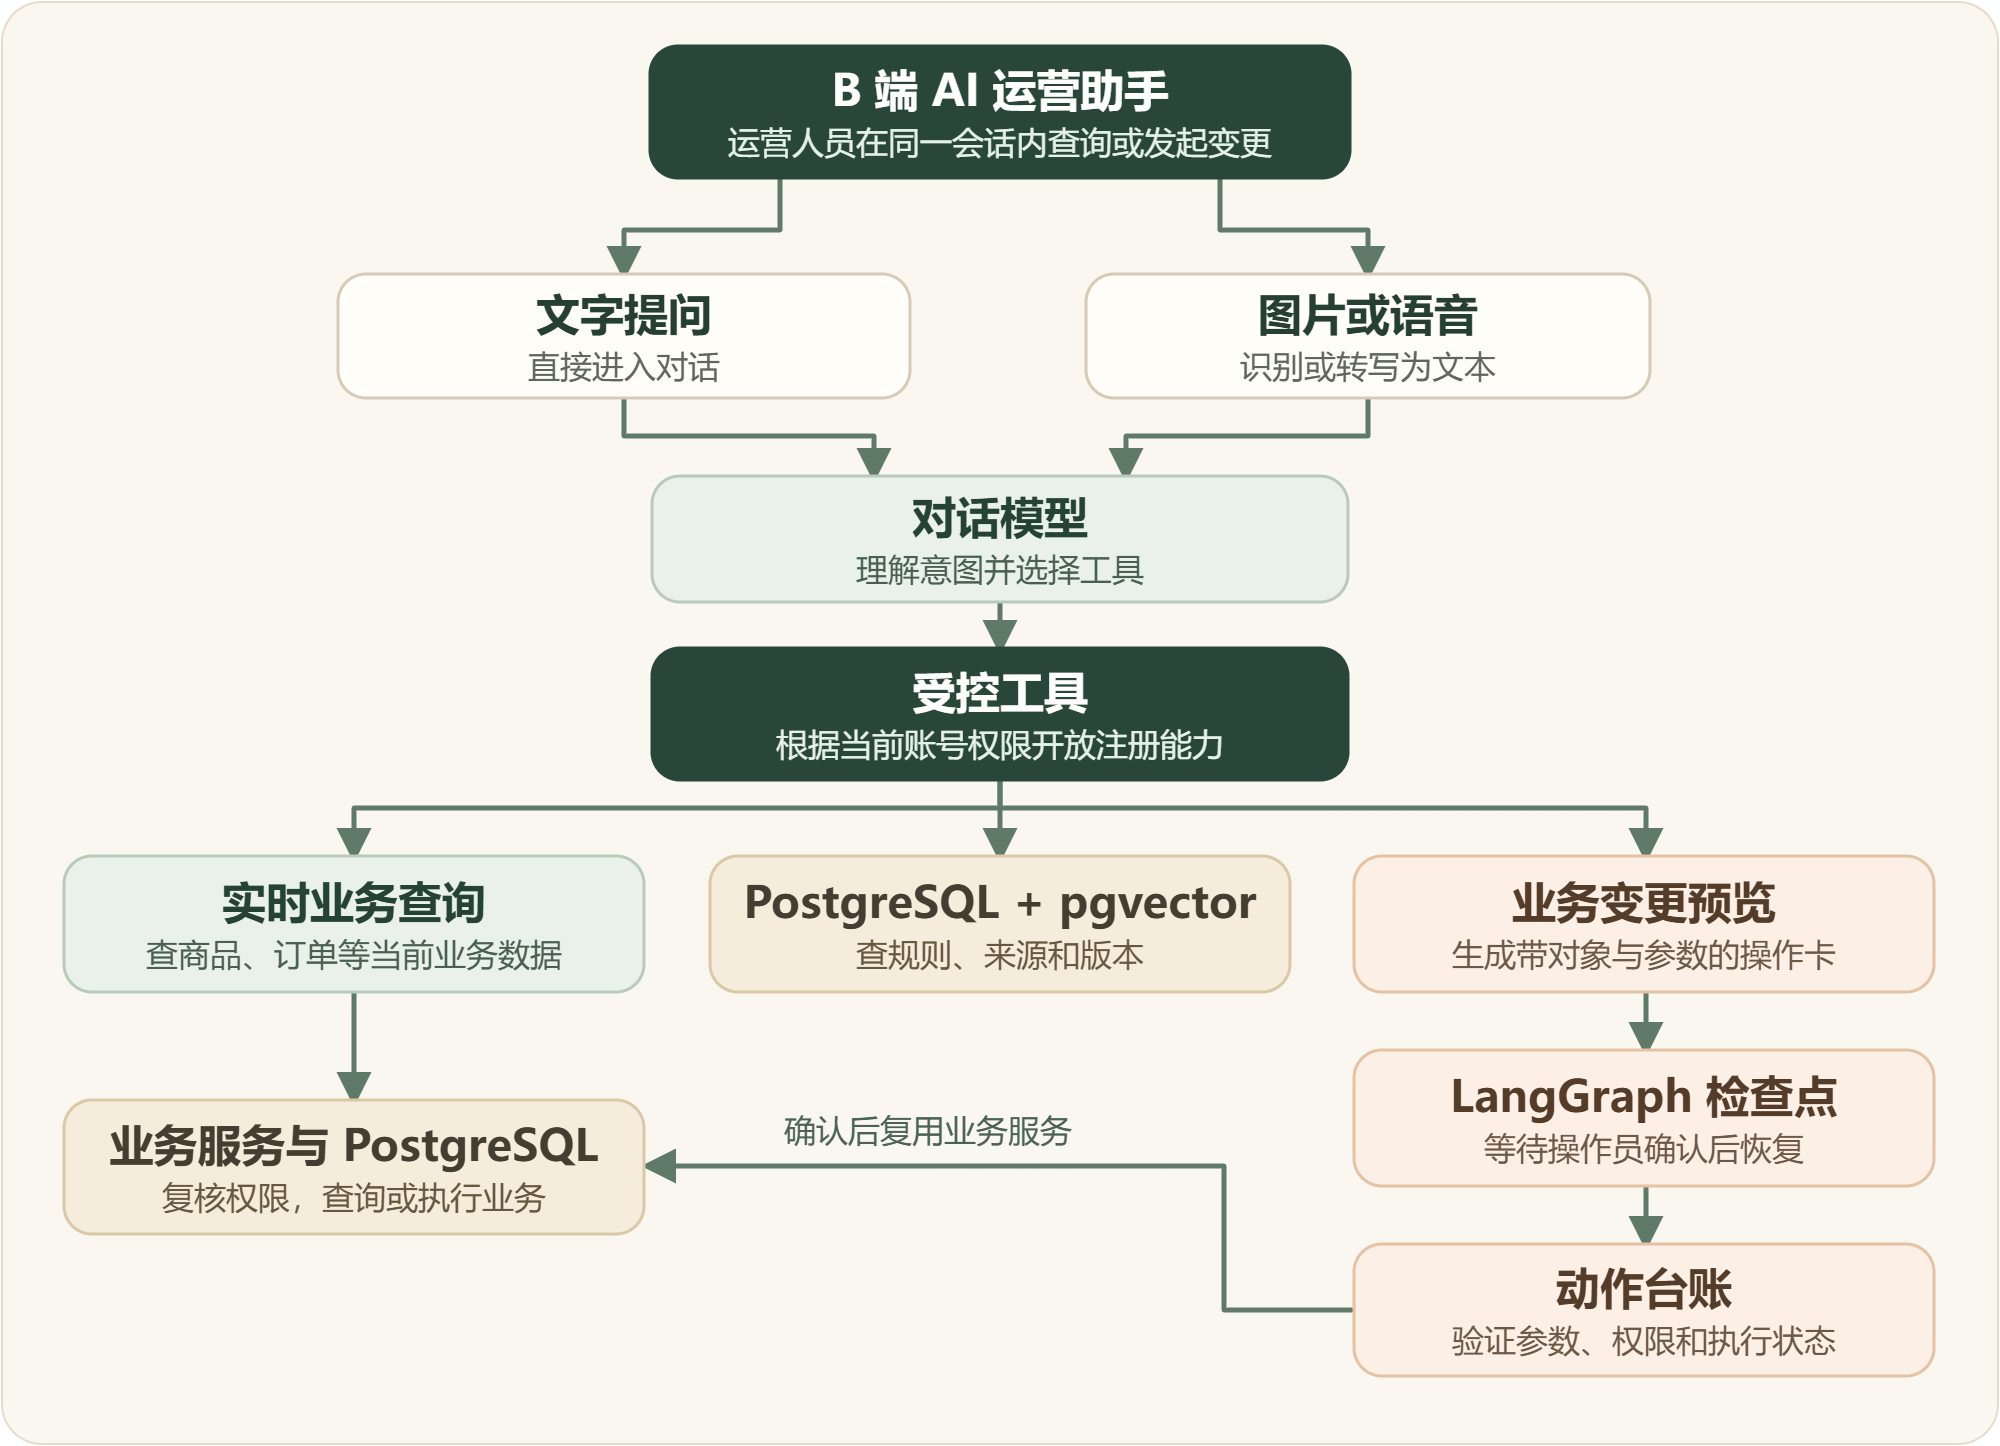 B 端 AI 运营助手
运营人员在同一会话内查询或发起变更
文字提问
直接进入对话
图片或语音
识别或转写为文本
对话模型
理解意图并选择工具
受控工具
根据当前账号权限开放注册能力
实时业务查询
查商品、订单等当前业务数据
PostgreSQL + pgvector
查规则、来源和版本
业务变更预览
生成带对象与参数的操作卡
LangGraph 检查点
等待操作员确认后恢复
业务服务与 PostgreSQL
复核权限，查询或执行业务
确认后复用业务服务
动作台账
验证参数、权限和执行状态